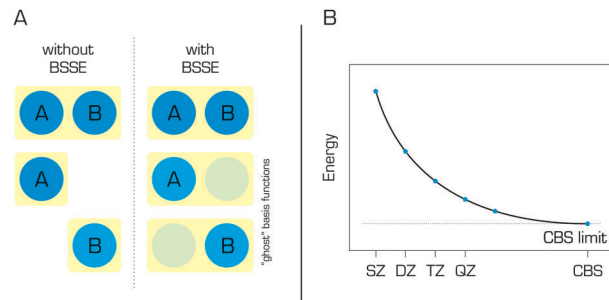 A
without
BSSE
with
BSSE
A
B
A
B
A
A
B
B
"ghost" basis functions
B
Energy
CBS limit
SZ
DZ
TZ
QZ
CBS